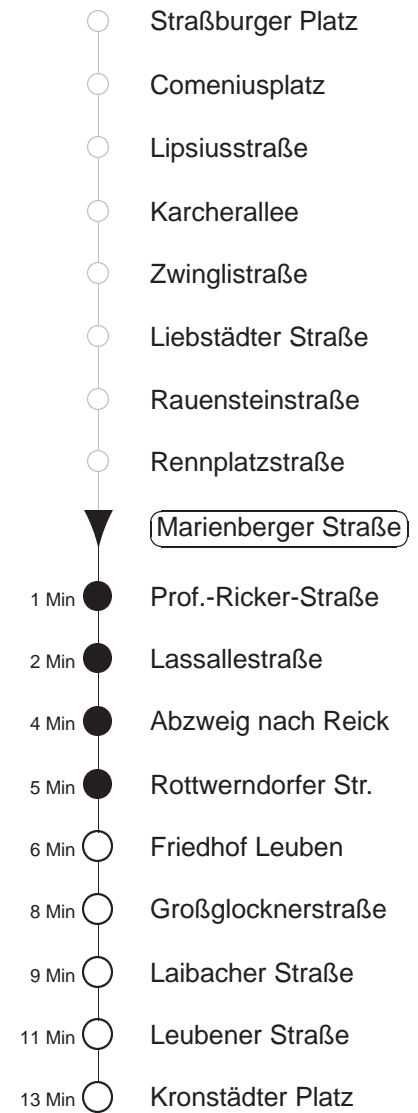 Straßburger Platz
Comeniusplatz
Lipsiusstraße
Karcherallee
Zwinglistraße
Liebstädter Straße
Rauensteinstraße
Rennplatzstraße
Marienberger Straße
1 Min Prof.-Ricker-Straße
2 Min Lassallestraße
4 Min Abzweig nach Reick
5 Min Rottwerndorfer Str.
6 Min Friedhof Leuben
8 Min Großglocknerstraße
9 Min Laibacher Straße
11 Min Leubener Straße
13 Min Kronstädter Platz